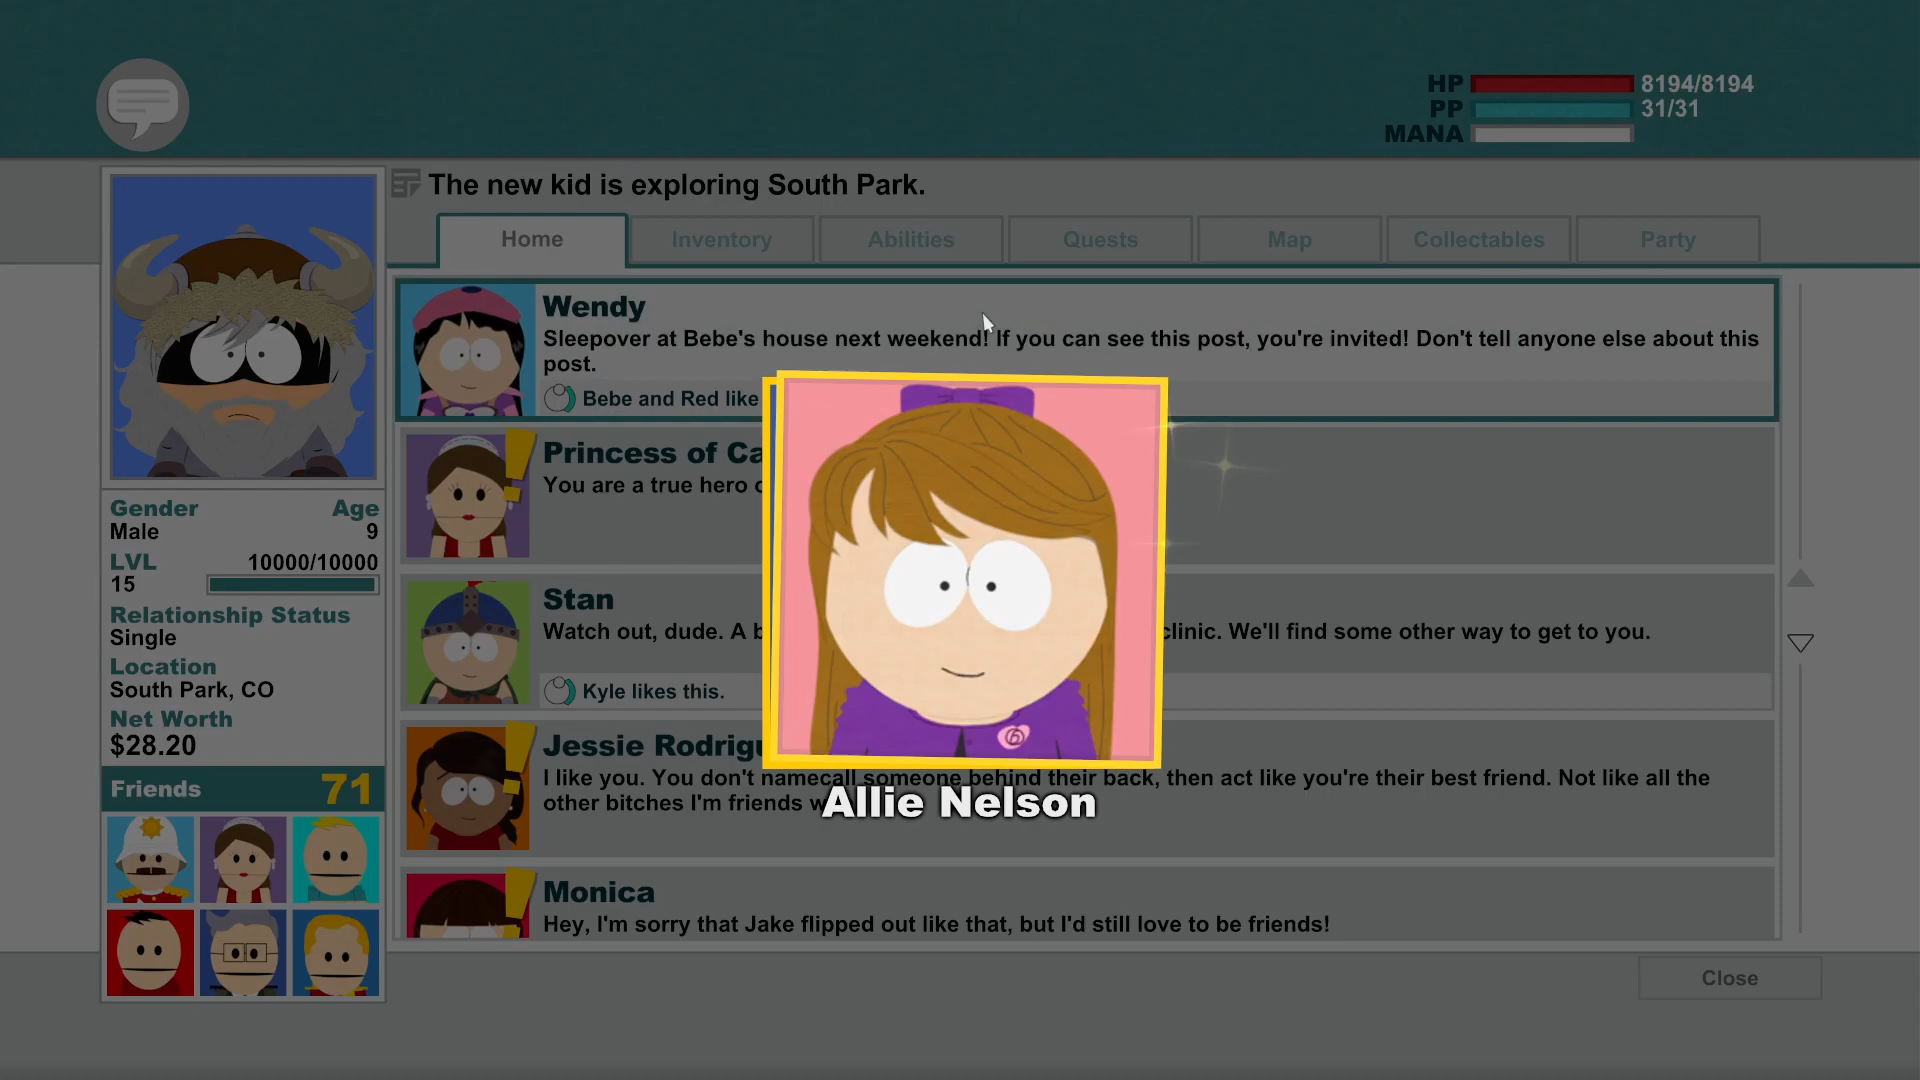 HP 8194/8194
PP 31/31
MANA
The new kid is exploring South Park.
Home Inventory Abilities Quests Map Collectables Party
Wendy
Sleepover at Bebe's house next weekend! If you can see this post, you're invited! Don't tell anyone else about this
post.
Bebe and Red like
Princess of Ca
You are a true hero
Stan
Watch out, dude. A clinic. We'll find some other way to get to you.
Kyle likes this.
Jessie Rodrig
I like you. You don't namecall someone behind their back, then act like you're their best friend. Not like all the
other bitches I'm friends
Allie Nelson
Monica
Hey, I'm sorry that Jake flipped out like that, but I'd still love to be friends!
Gender Age
Male 9
LVL 10000/10000
15
Relationship Status
Single
Location
South Park, CO
Net Worth
$28.20
Friends 71
Close